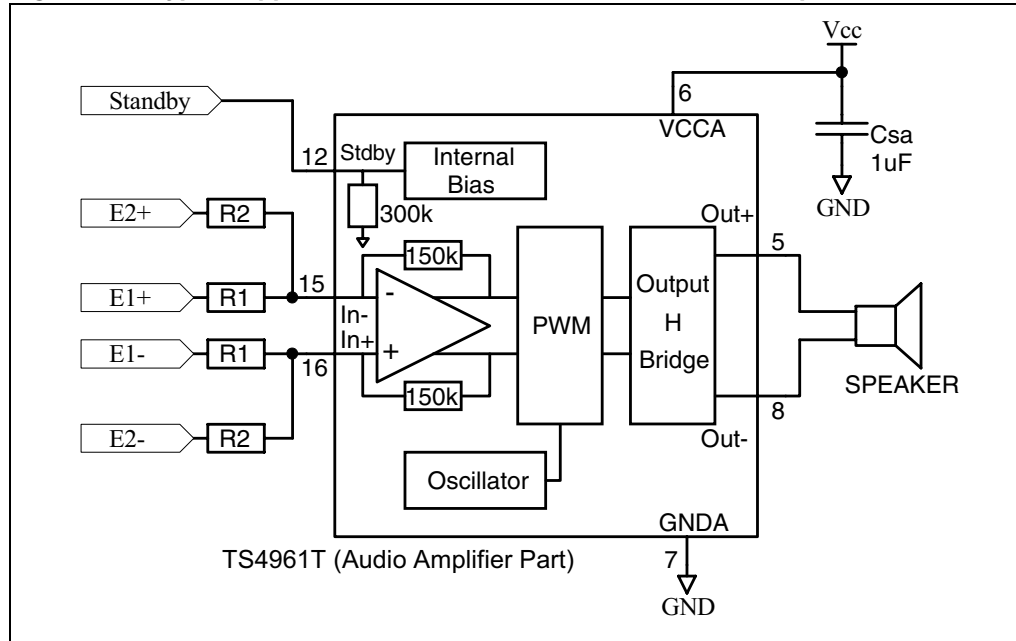 Vcc
Standby
6
VCCA
Csa
1uF
GND
12
Stdby
Internal
Bias
300k
E2+
R2
Out+
5
150k
15
E1+
R1
In-
-
In+
+
E1-
R1
16
150k
PWM
Output
H
Bridge
SPEAKER
8
E2-
R2
Out-
Oscillator
GNDA
TS4961T (Audio Amplifier Part)
7
GND